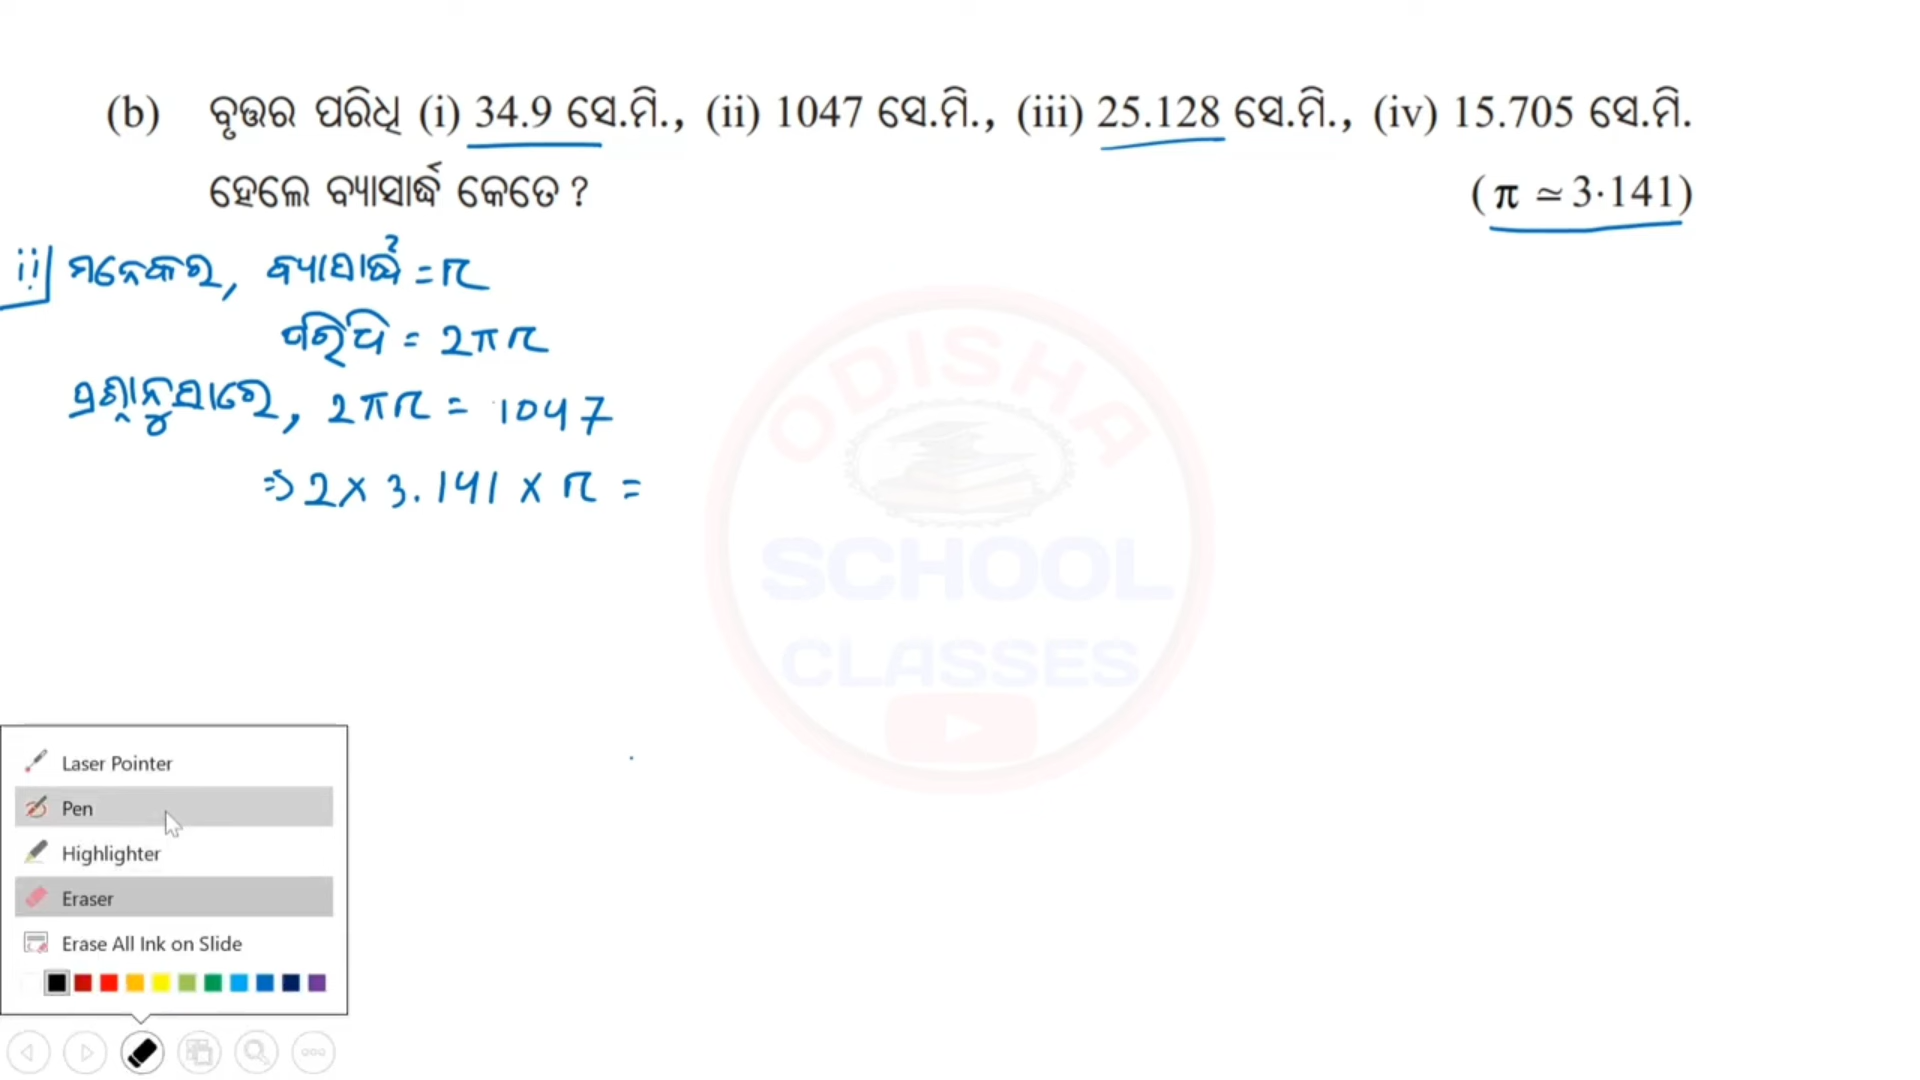 (b) ବୃତ୍ତର ପରିଧି (i) 34.9 ସେ.ମି., (ii) 1047 ସେ.ମି., (iii) 25.128 ସେ.ମି., (iv) 15.705 ସେ.ମି.
ହେଲେ ବ୍ୟାସାର୍ଦ୍ଧ କେତେ ? (π ≃ 3·141)
ii) ମନେକର, ବ୍ୟାସାର୍ଦ୍ଧ = r
ପରିଧି = 2πr
ପ୍ରଶ୍ନାନୁସାରେ, 2πr = 1047
⇒ 2 × 3.141 × r =
ODISHA
SCHOOL
CLASSES
Laser Pointer
Pen
Highlighter
Eraser
Erase All Ink on Slide